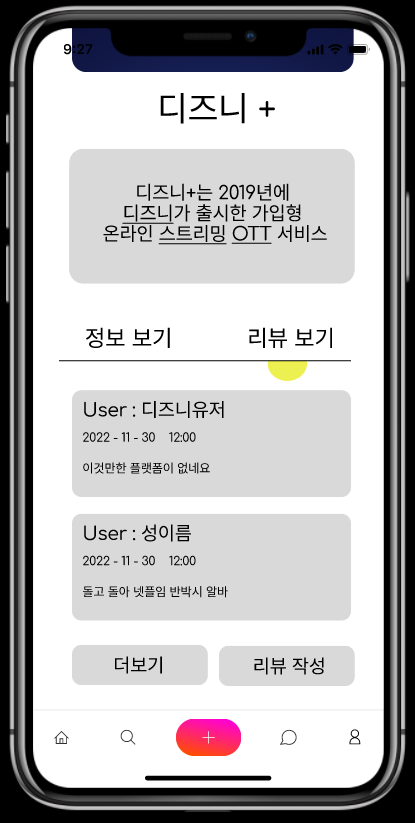 9:27
디즈니 +
디즈니+는 2019년에
디즈니가 출시한 가입형
온라인 스트리밍 OTT 서비스
정보 보기
리뷰 보기
User : 디즈니유저
2022 - 11 - 30 12:00
이것만한 플랫폼이 없네요
User : 성이름
2022 - 11 - 30 12:00
돌고 돌아 넷플임 반박시 알바
더보기
리뷰 작성